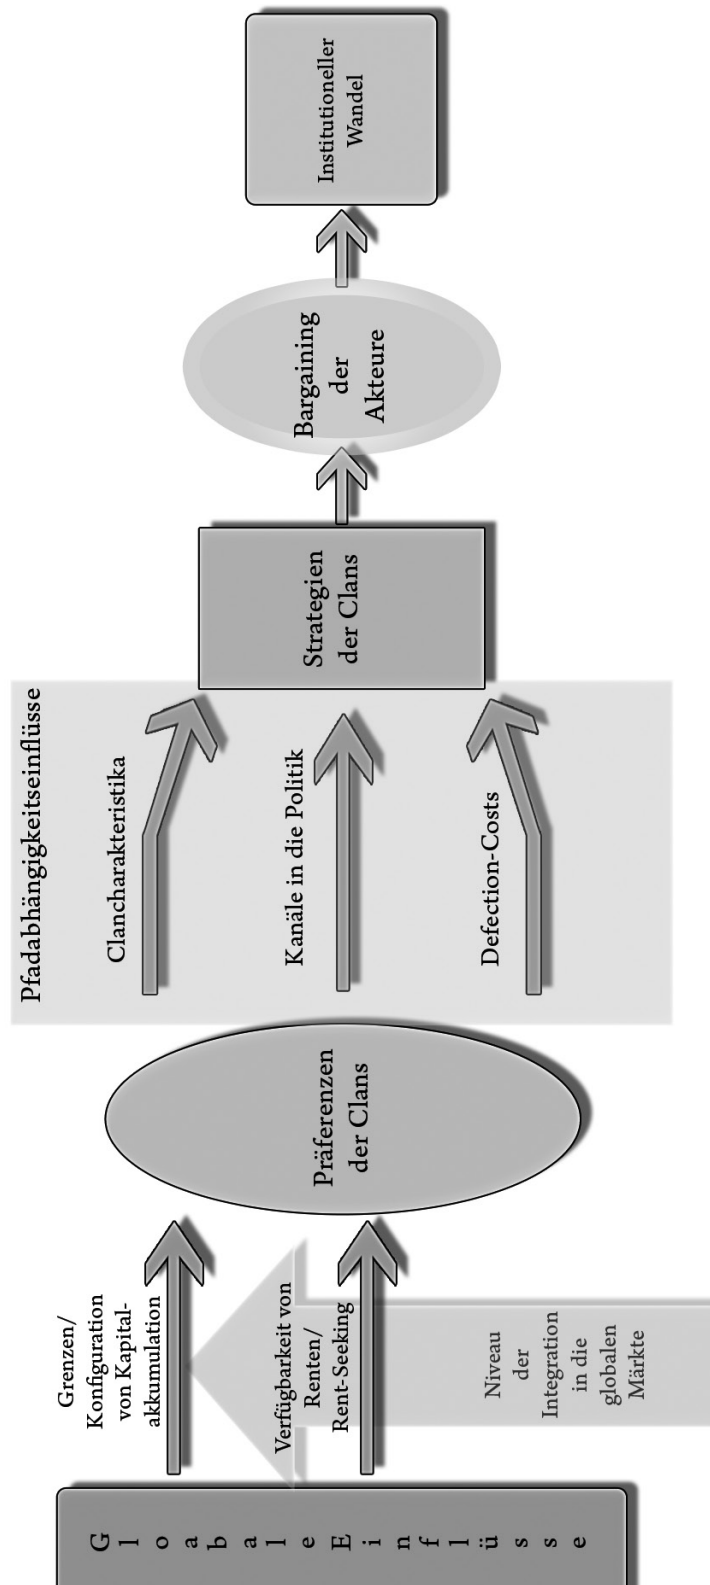 Gloabale Einflüsse
Grenzen/
Konfiguration
von Kapital-
akkumulation
Verfügbarkeit von
Renten/
Rent-Seeking
Niveau
der
Integration
in die
globalen
Märkte
Präferenzen
der Clans
Pfadabhängigkeitseinflüsse
Clancharakteristika
Kanäle in die Politik
Defection-Costs
Strategien
der Clans
Bargaining
der
Akteure
Institutioneller
Wandel